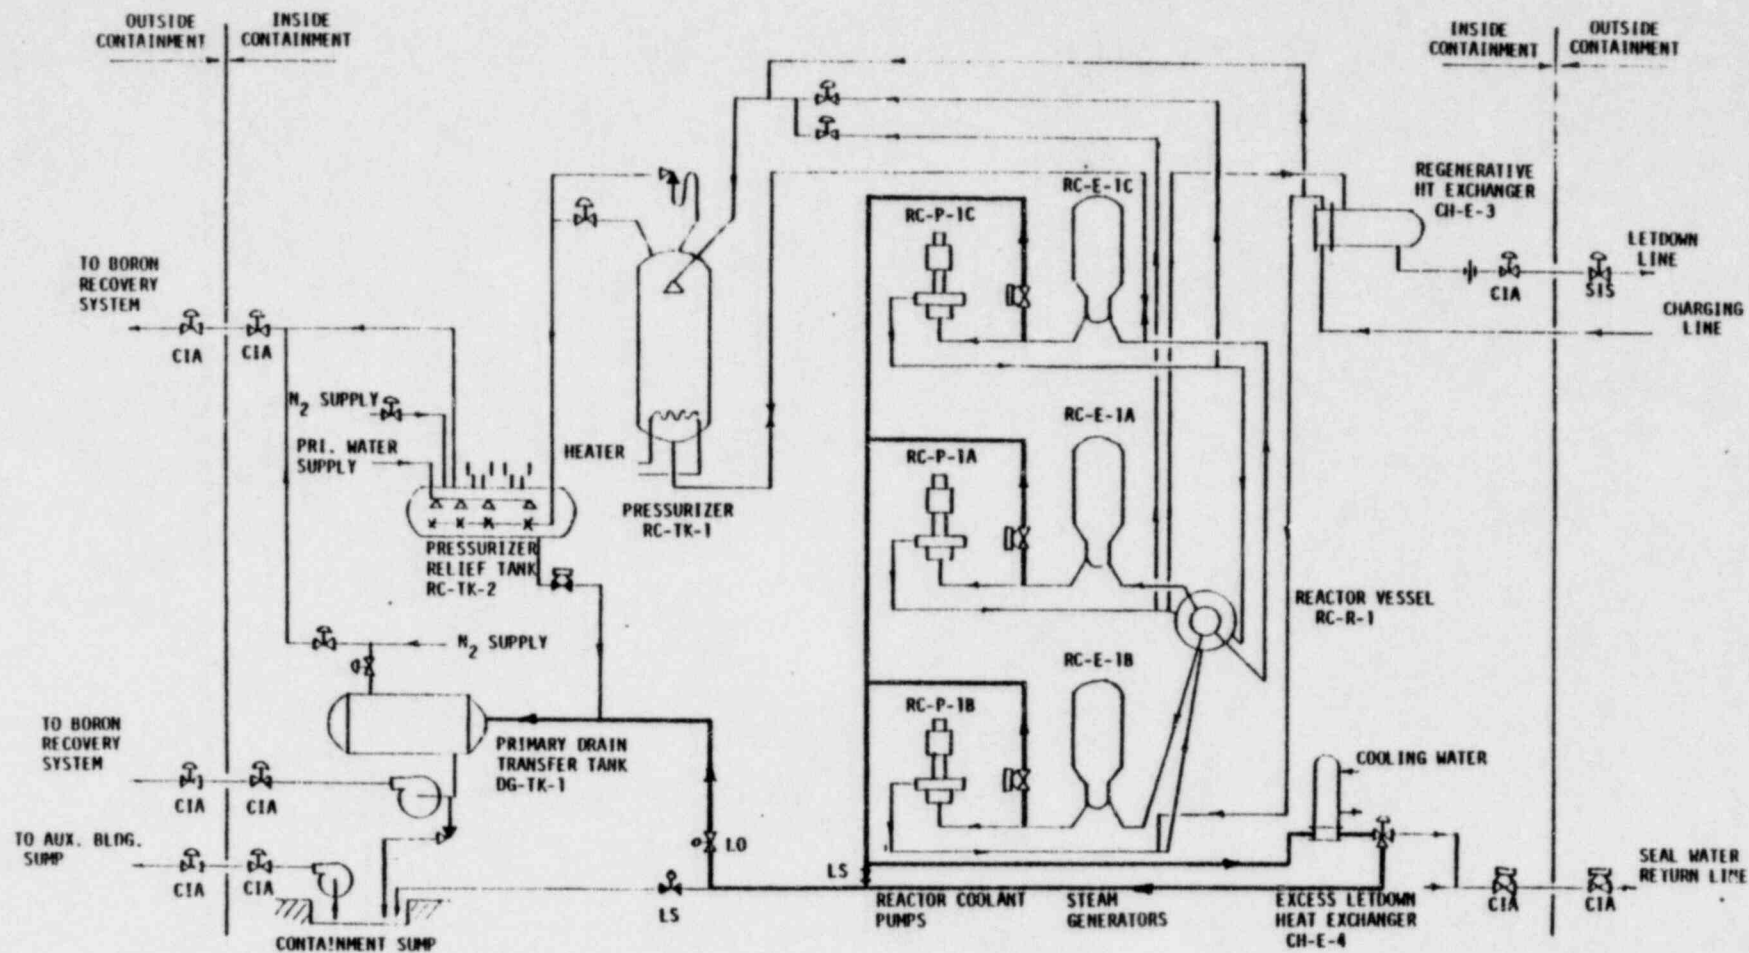 OUTSIDE
CONTAINMENT
INSIDE
CONTAINMENT
INSIDE
CONTAINMENT
OUTSIDE
CONTAINMENT
RC-E-1C
RC-P-1C
REGENERATIVE
HT EXCHANGER
CH-E-3
LETDOWN
LINE
CIA
SIS
CHARGING
LINE
TO BORON
RECOVERY
SYSTEM
CIA
CIA
N2 SUPPLY
PRI. WATER
SUPPLY
HEATER
PRESSURIZER
RC-TK-1
PRESSURIZER
RELIEF TANK
RC-TK-2
RC-E-1A
RC-P-1A
REACTOR VESSEL
RC-R-1
N2 SUPPLY
RC-E-1B
RC-P-1B
TO BORON
RECOVERY
SYSTEM
CIA
CIA
PRIMARY DRAIN
TRANSFER TANK
DG-TK-1
COOLING WATER
TO AUX. BLDG.
SUMP
CIA
CIA
LO
LS
LS
REACTOR COOLANT
PUMPS
STEAM
GENERATORS
EXCESS LETDOWN
HEAT EXCHANGER
CH-E-4
CIA
CIA
SEAL WATER
RETURN LINE
CONTAINMENT SUMP